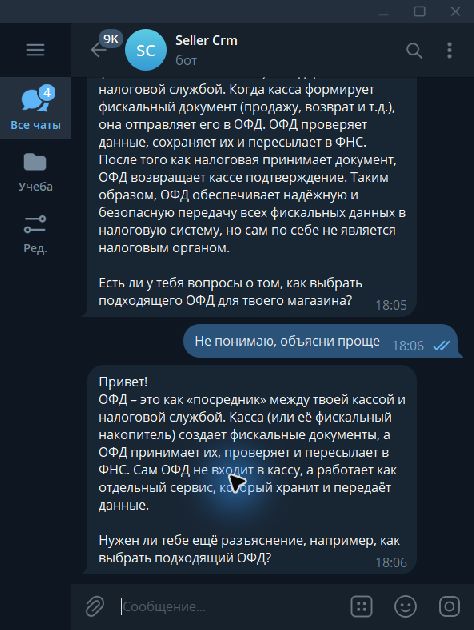 9K
SC
Seller Crm
бот
4
Все чаты
Учеба
Ред.
налоговой службой. Когда касса формирует
фискальный документ (продажу, возврат и т.д.),
она отправляет его в ОФД. ОФД проверяет
данные, сохраняет их и пересылает в ФНС.
После того как налоговая принимает документ,
ОФД возвращает кассе подтверждение. Таким
образом, ОФД обеспечивает надёжную и
безопасную передачу всех фискальных данных в
налоговую систему, но сам по себе не является
налоговым органом.
Есть ли у тебя вопросы о том, как выбрать
подходящего ОФД для твоего магазина?
18:05
Не понимаю, объясни проще
18:06
Привет!
ОФД – это как «посредник» между твоей кассой и
налоговой службой. Касса (или её фискальный
накопитель) создает фискальные документы, а
ОФД принимает их, проверяет и пересылает в
ФНС. Сам ОФД не входит в кассу, а работает как
отдельный сервис, который хранит и передаёт
данные.
Нужен ли тебе ещё разъяснение, например, как
выбрать подходящий ОФД?
18:06
Сообщение...